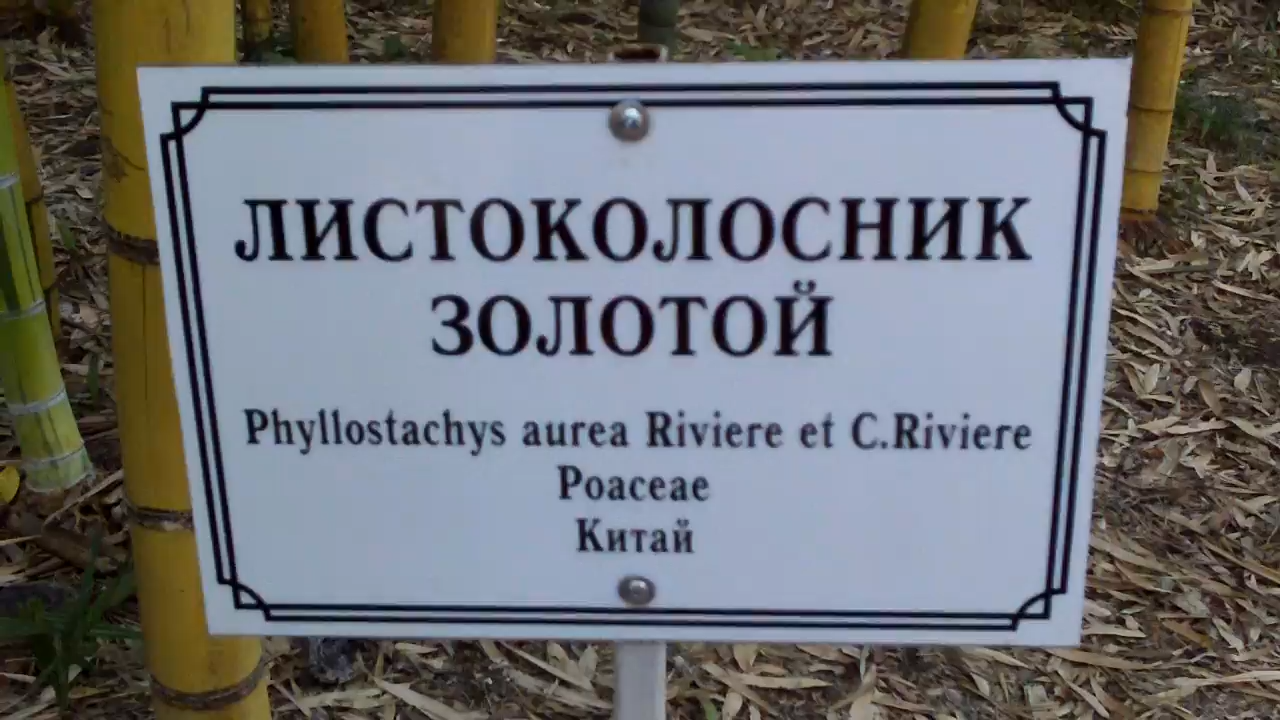 ЛИСТОКОЛОСНИК
ЗОЛОТОЙ
Phyllostachys aurea Riviere et C.Riviere
Poaceae
Китай